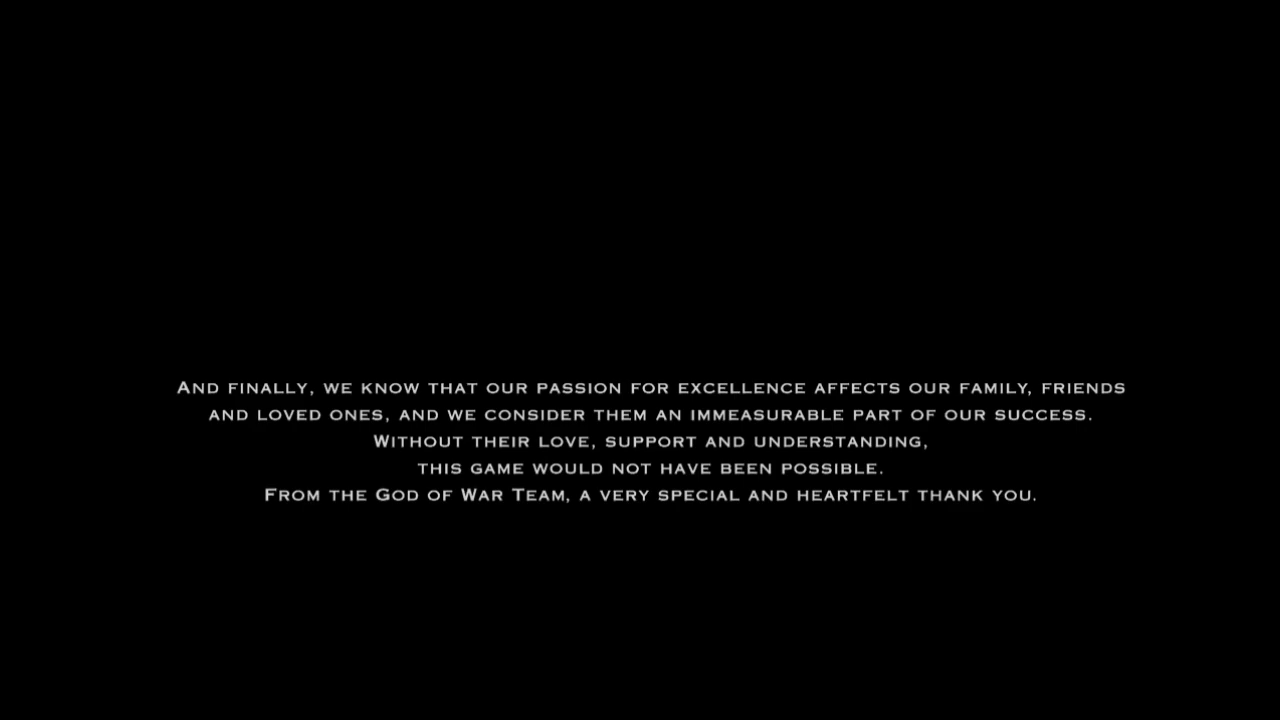 And finally, we know that our passion for excellence affects our family, friends
and loved ones, and we consider them an immeasurable part of our success.
Without their love, support and understanding,
this game would not have been possible.
From the God of War Team, a very special and heartfelt thank you.